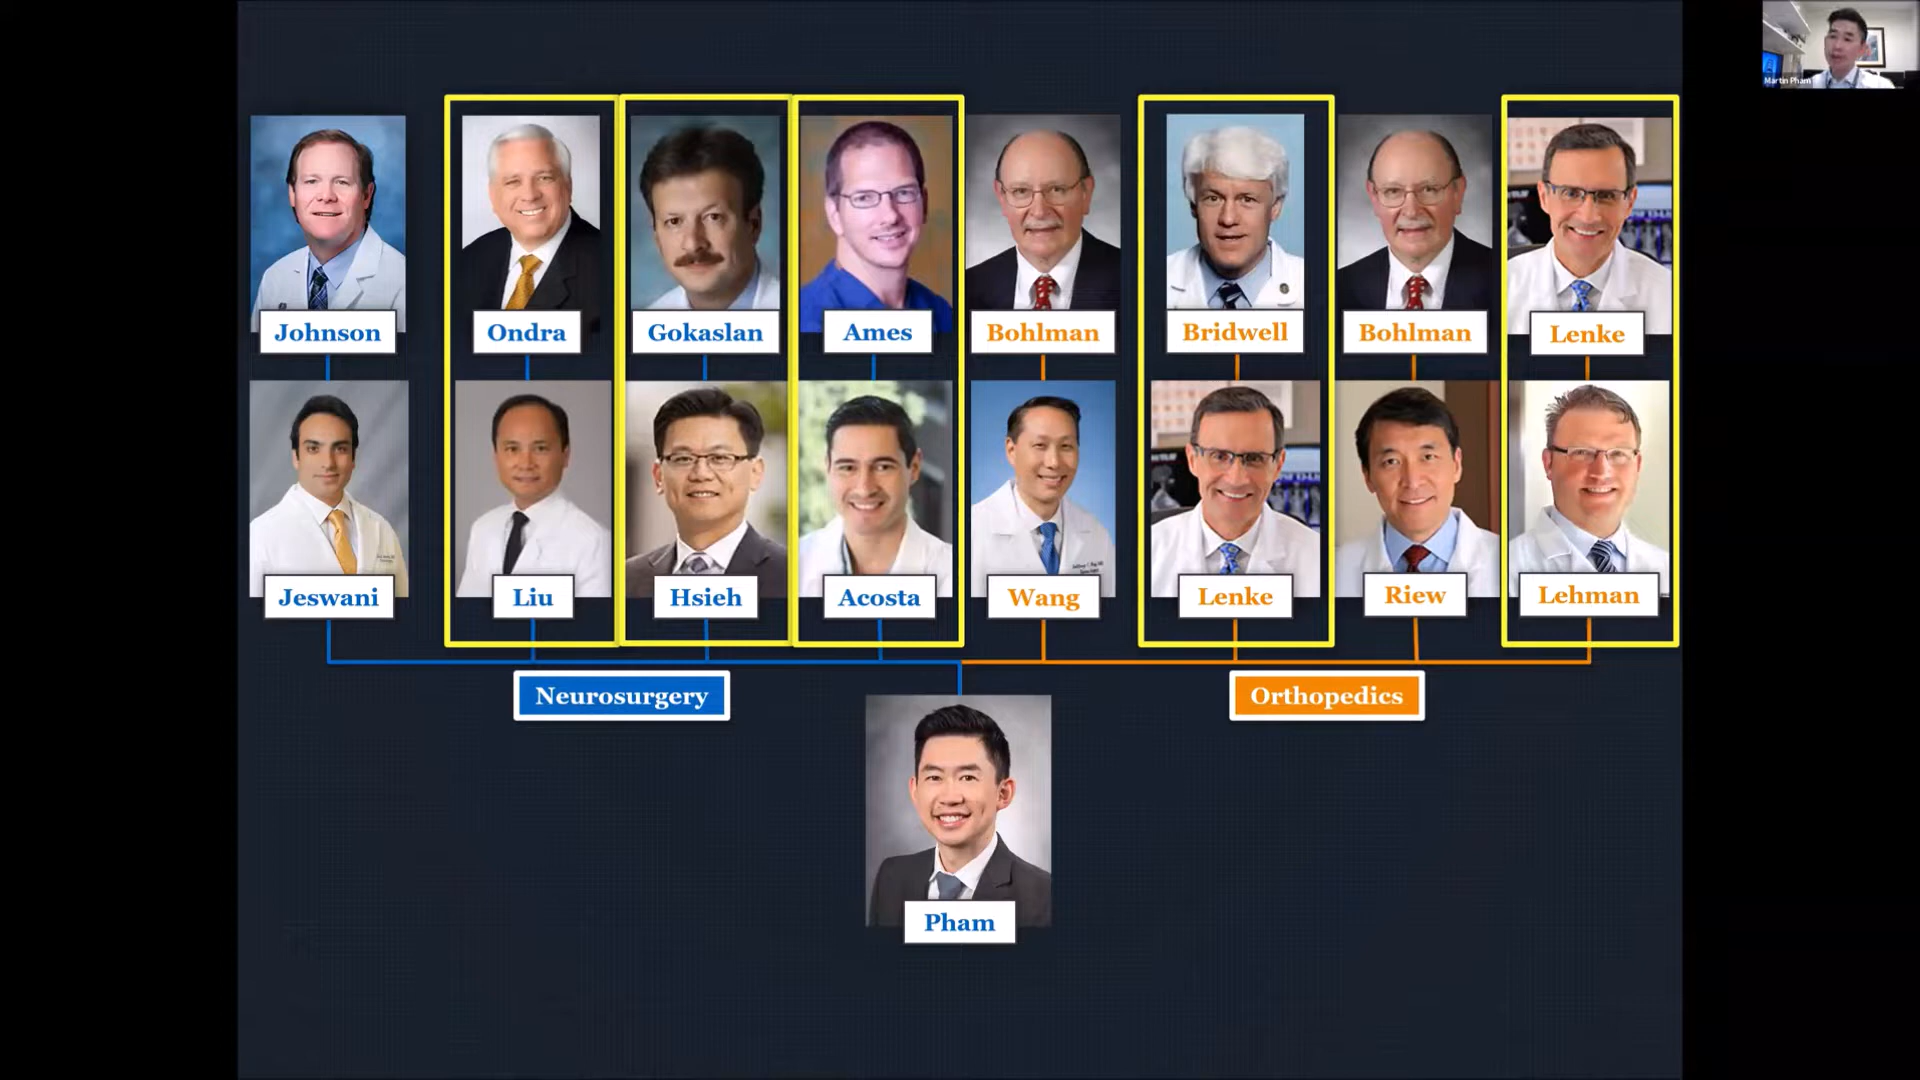 Martin Pham
Johnson
Ondra
Gokaslan
Ames
Bohlman
Bridwell
Bohlman
Lenke
Jeswani
Liu
Hsieh
Acosta
Wang
Lenke
Riew
Lehman
Neurosurgery
Orthopedics
Pham